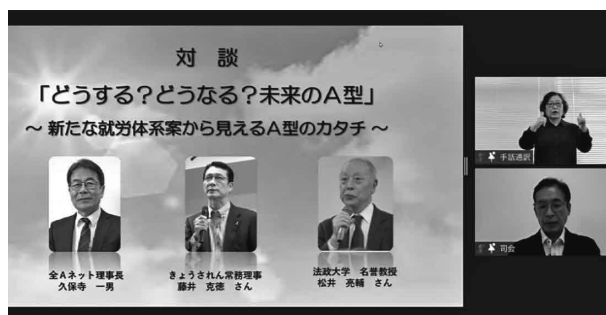 対　談
「どうする？どうなる？未来のＡ型」
～ 新たな就労体系案から見えるＡ型のカタチ ～
全Ａネット理事長
久保寺　一男
きょうされん常務理事
藤井　克徳　さん
法政大学　名誉教授
松井　亮輔　さん
手話通訳
司会